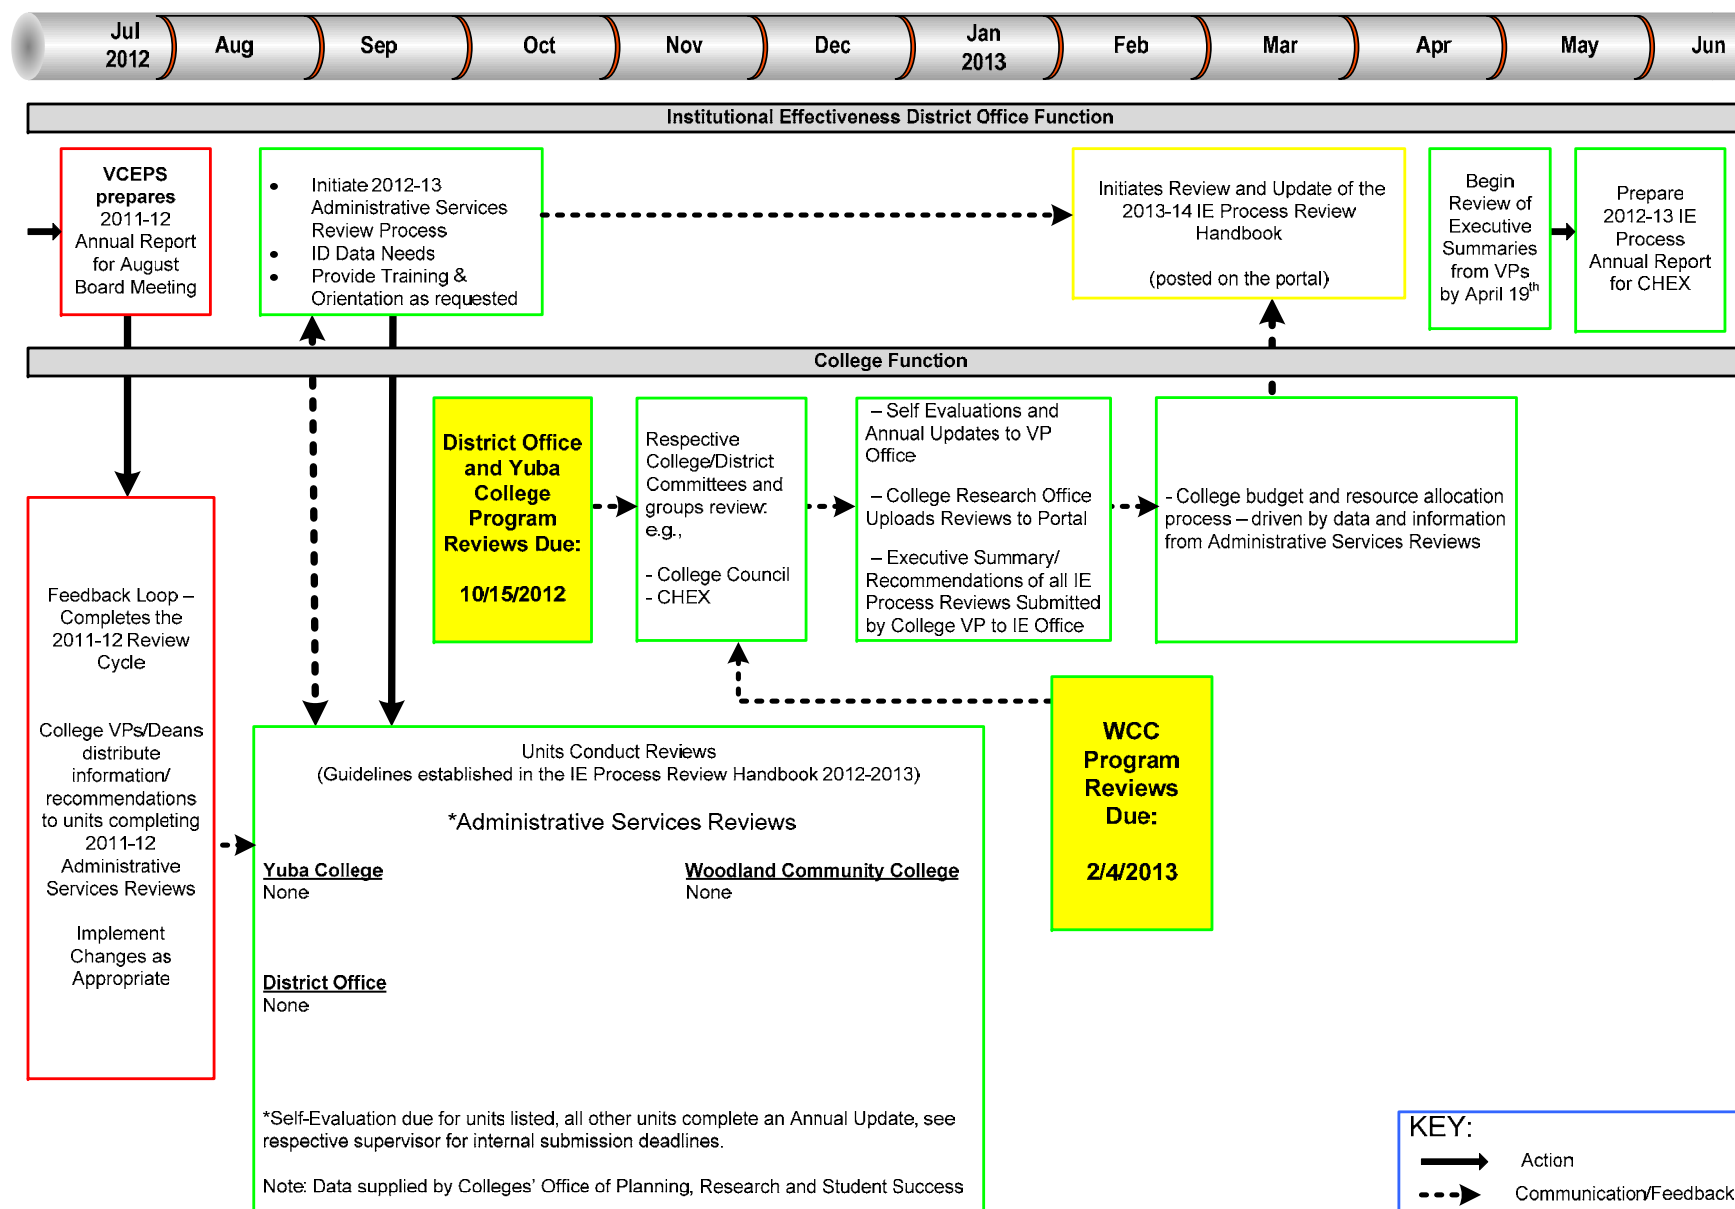 Jul
2012
Aug
Sep
Oct
Nov
Dec
Jan
2013
Feb
Mar
Apr
May
Jun
Institutional Effectiveness District Office Function
VCEPS
prepares
2011-12
Annual Report
for August
Board Meeting
• Initiate 2012-13
Administrative Services
Review Process
• ID Data Needs
• Provide Training &
Orientation as requested
Initiates Review and Update of the
2013-14 IE Process Review
Handbook
(posted on the portal)
Begin
Review of
Executive
Summaries
from VPs
by April 19th
Prepare
2012-13 IE
Process
Annual Report
for CHEX
College Function
District Office
and Yuba
College
Program
Reviews Due:
10/15/2012
Respective
College/District
Committees and
groups review:
e.g.,
- College Council
- CHEX
– Self Evaluations and
Annual Updates to VP
Office
– College Research Office
Uploads Reviews to Portal
– Executive Summary/
Recommendations of all IE
Process Reviews Submitted
by College VP to IE Office
- College budget and resource allocation
process – driven by data and information
from Administrative Services Reviews
Feedback Loop –
Completes the
2011-12 Review
Cycle
College VPs/Deans
distribute
information/
recommendations
to units completing
2011-12
Administrative
Services Reviews
Implement
Changes as
Appropriate
WCC
Program
Reviews
Due:
2/4/2013
Units Conduct Reviews
(Guidelines established in the IE Process Review Handbook 2012-2013)
*Administrative Services Reviews
Yuba College
None
Woodland Community College
None
District Office
None
*Self-Evaluation due for units listed, all other units complete an Annual Update, see
respective supervisor for internal submission deadlines.
Note: Data supplied by Colleges' Office of Planning, Research and Student Success
KEY:
Action
Communication/Feedback